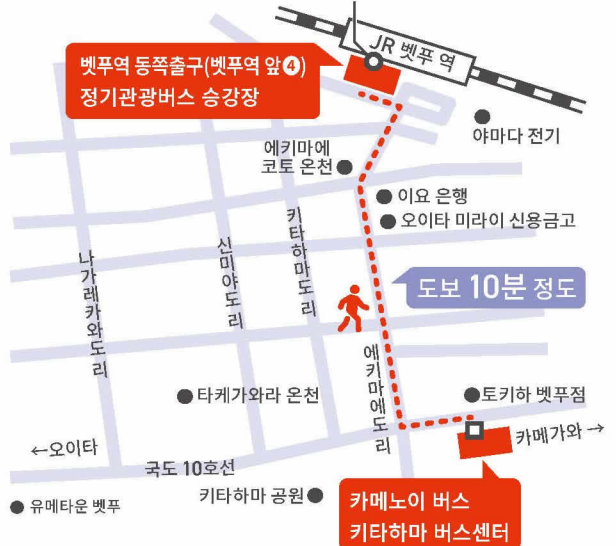 JR 벳푸 역
벳푸역 동쪽출구(벳푸역 앞❹)
정기관광버스 승강장
야마다 전기
에키마에
코토 온천
이요 은행
오이타 미라이 신용금고
나가레카와도리
신미야도리
키타하마도리
도보 10분 정도
에키마에도리
타케가와라 온천
토키하 벳푸점
←오이타
카메가와→
국도 10호선
유메타운 벳푸
키타하마 공원
카메노이 버스
키타하마 버스센터